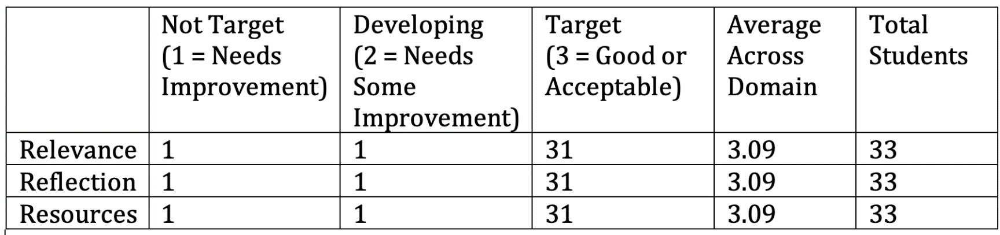 Not Target Developing Target Average Total
(1 = Needs (2 = Needs (3 = Good or Across Students
Improvement) Some Acceptable) Domain
Improvement)
Relevance 1 1 31 3.09 33
Reflection 1 1 31 3.09 33
Resources 1 1 31 3.09 33